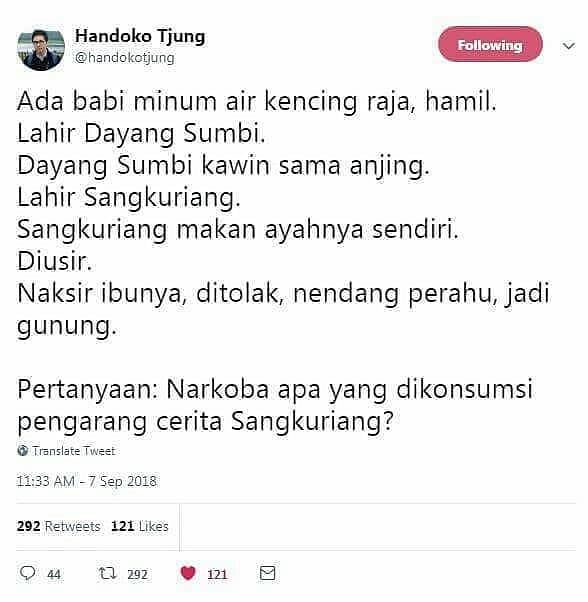 Handoko Tjung
@handokotjung
Following
Ada babi minum air kencing raja, hamil.
Lahir Dayang Sumbi.
Dayang Sumbi kawin sama anjing.
Lahir Sangkuriang.
Sangkuriang makan ayahnya sendiri.
Diusir.
Naksir ibunya, ditolak, nendang perahu, jadi
gunung.
Pertanyaan: Narkoba apa yang dikonsumsi
pengarang cerita Sangkuriang?
Translate Tweet
11:33 AM - 7 Sep 2018
292 Retweets 121 Likes
44 292 121